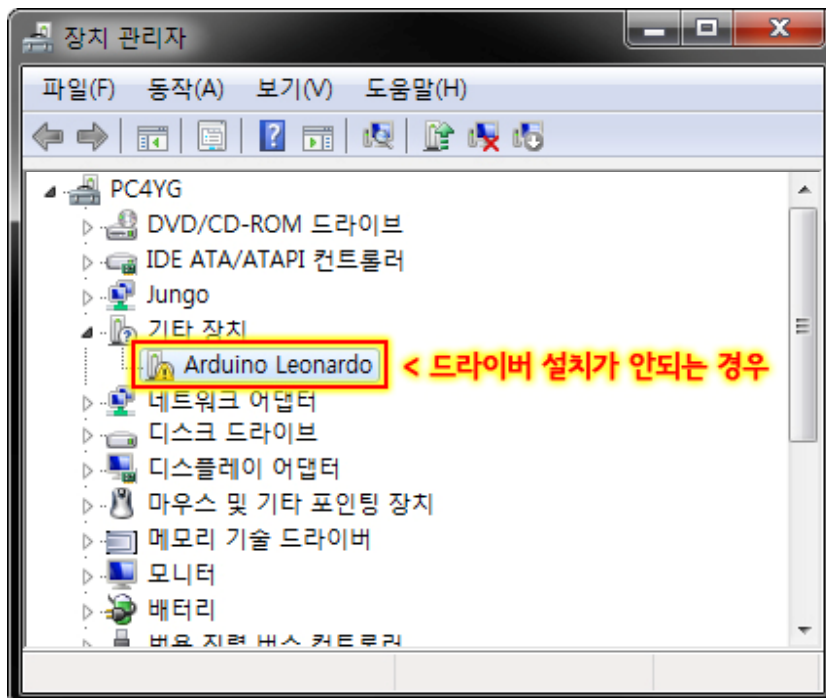 장치 관리자
파일(F) 동작(A) 보기(V) 도움말(H)
PC4YG
DVD/CD-ROM 드라이브
IDE ATA/ATAPI 컨트롤러
Jungo
기타 장치
Arduino Leonardo < 드라이버 설치가 안되는 경우
네트워크 어댑터
디스크 드라이브
디스플레이 어댑터
마우스 및 기타 포인팅 장치
메모리 기술 드라이버
모니터
배터리